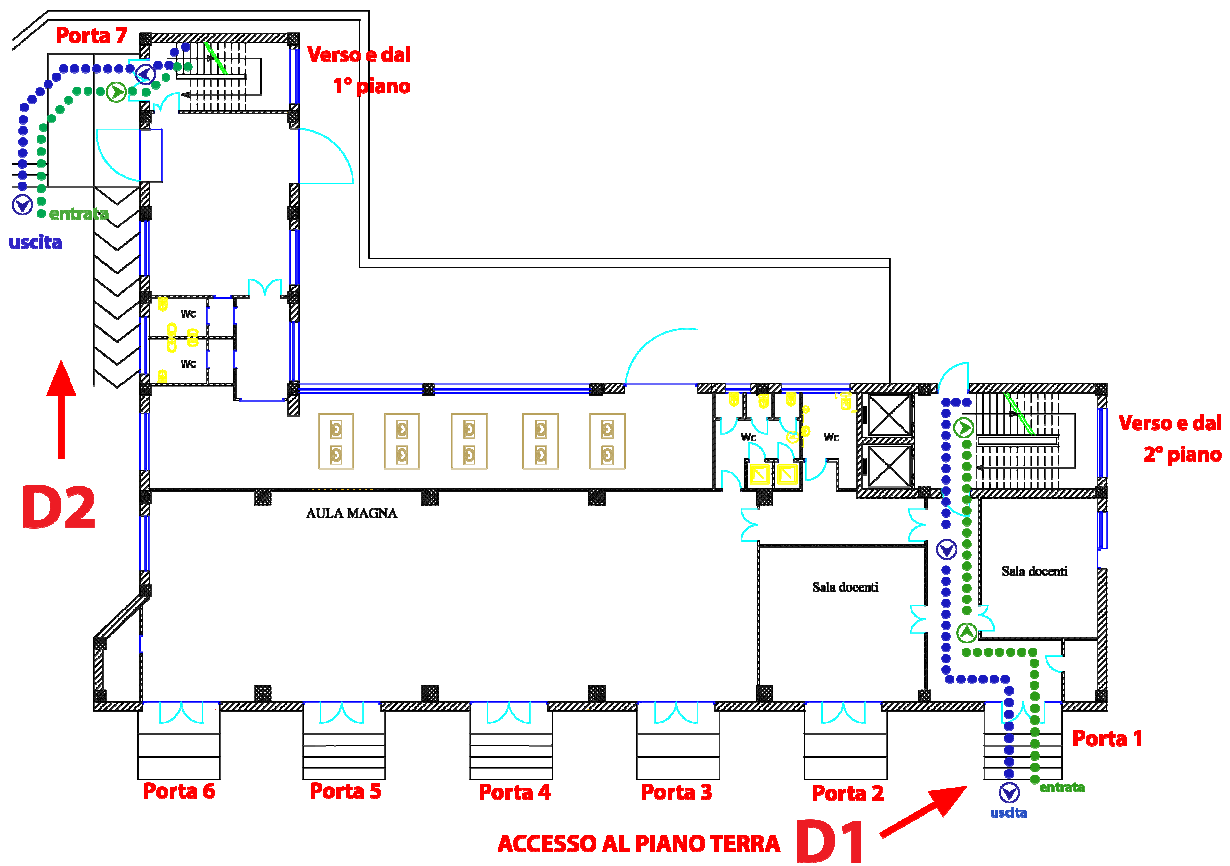 Porta 7
Verso e dal
1° piano
entrata
uscita
Wc
Wc
D2
Wc
Wc
Verso e dal
2° piano
AULA MAGNA
Sala docenti
Sala docenti
Porta 1
Porta 6
Porta 5
Porta 4
Porta 3
Porta 2
entrata
uscita
ACCESSO AL PIANO TERRA D1